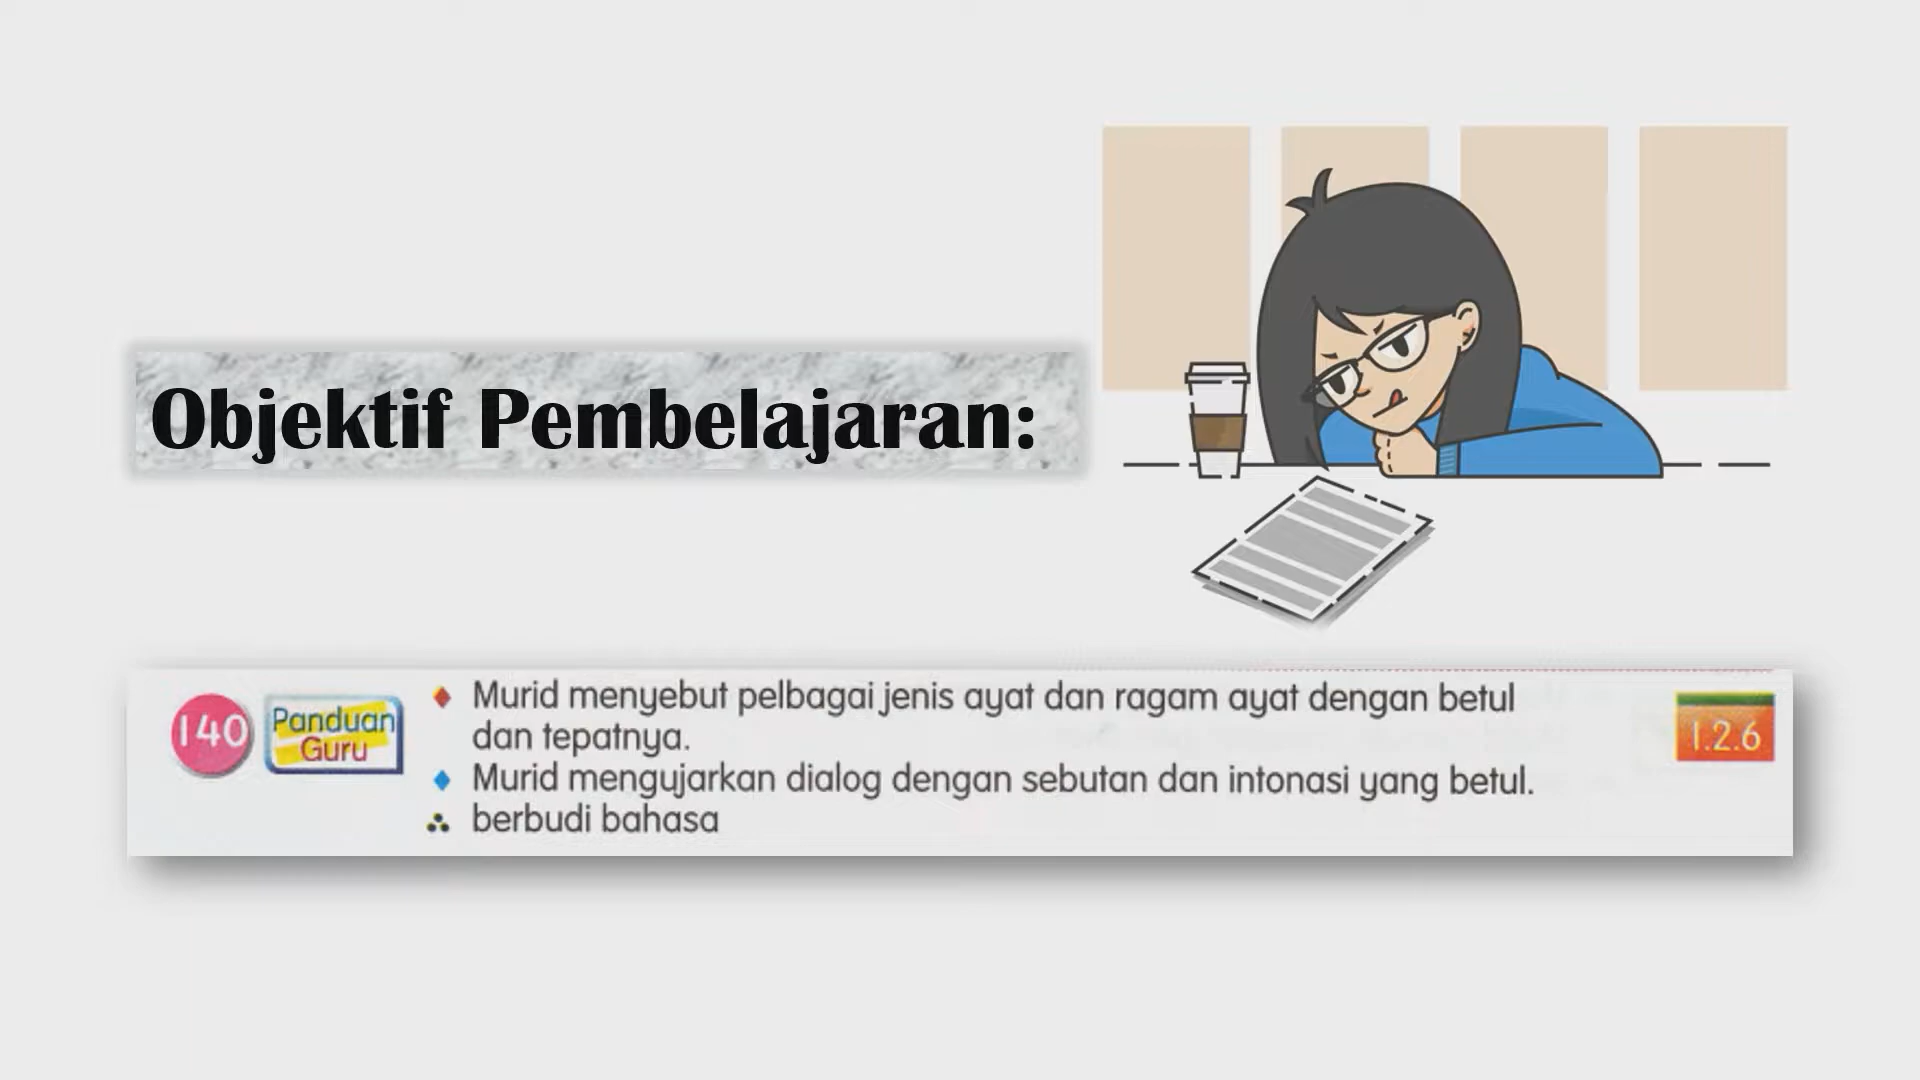 Objektif Pembelajaran:
140
Panduan
Guru
Murid menyebut pelbagai jenis ayat dan ragam ayat dengan betul
dan tepatnya.
Murid mengujarkan dialog dengan sebutan dan intonasi yang betul.
berbudi bahasa
1.2.6